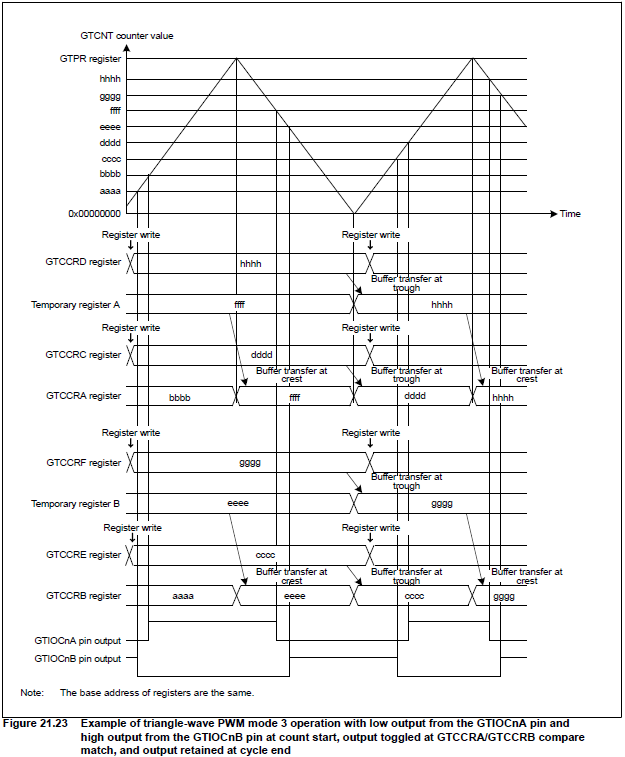 GTCNT counter value
GTPR register
hhhh
gggg
ffff
eeee
dddd
cccc
bbbb
aaaa
0x00000000
Time
Register write
Register write
GTCCRD register
hhhh
Buffer transfer at
trough
Temporary register A
ffff
hhhh
Register write
Register write
GTCCRC register
dddd
Buffer transfer at
crest
Buffer transfer at
trough
Buffer transfer at
crest
GTCCRA register
bbbb
ffff
dddd
hhhh
Register write
Register write
GTCCRF register
gggg
Buffer transfer at
trough
Temporary register B
eeee
gggg
Register write
Register write
GTCCRE register
cccc
Buffer transfer at
crest
Buffer transfer at
trough
Buffer transfer at
crest
GTCCRB register
aaaa
eeee
cccc
gggg
GTIOCnA pin output
GTIOCnB pin output
Note: The base address of registers are the same.
Figure 21.23 Example of triangle-wave PWM mode 3 operation with low output from the GTIOCnA pin and
high output from the GTIOCnB pin at count start, output toggled at GTCCRA/GTCCRB compare
match, and output retained at cycle end